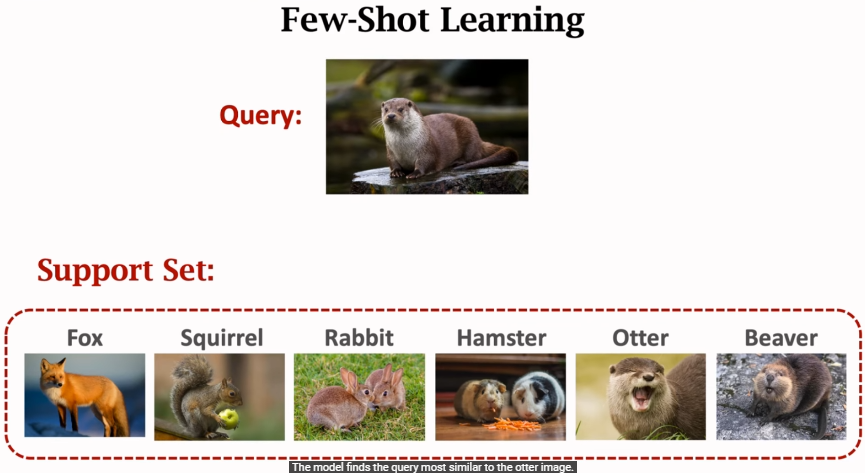 Few-Shot Learning
Query:
Support Set:
Fox Squirrel Rabbit Hamster Otter Beaver
The model finds the query most similar to the otter image.